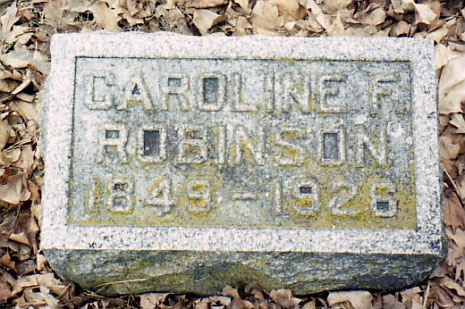 CAROLINE F.
ROBINSON
1849 - 1926